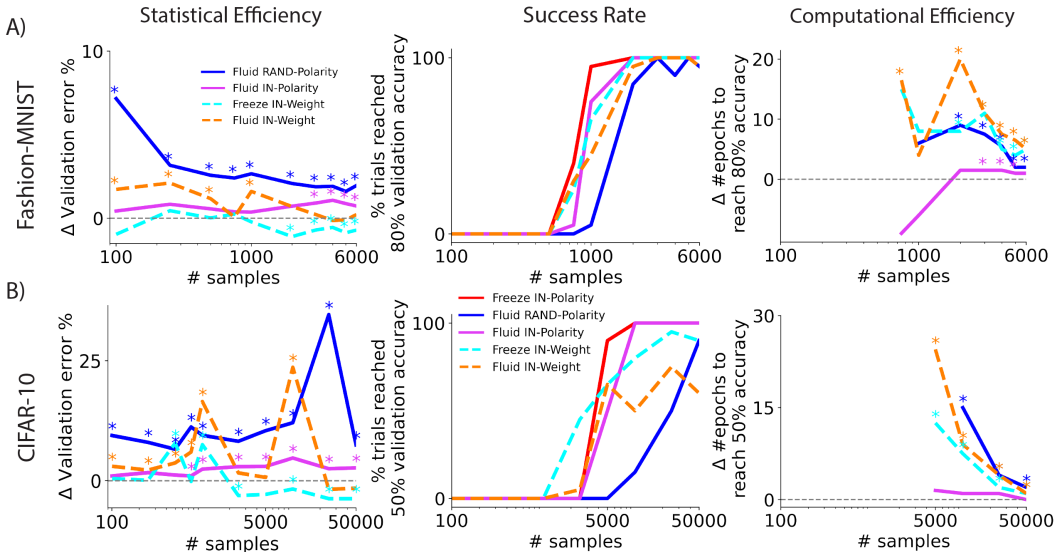 Statistical Efficiency
Success Rate
Computational Efficiency
A)
Fashion-MNIST
Δ Validation error %
10
0
100
1000
6000
# samples
Fluid RAND-Polarity
Fluid IN-Polarity
Freeze IN-Weight
Fluid IN-Weight
% trials reached
80% validation accuracy
100
0
100
1000
6000
# samples
Δ #epochs to
reach 80% accuracy
20
10
0
100
1000
6000
# samples
B)
CIFAR-10
Δ Validation error %
25
0
100
5000
50000
# samples
% trials reached
50% validation accuracy
100
0
100
5000
50000
# samples
Freeze IN-Polarity
Fluid RAND-Polarity
Fluid IN-Polarity
Freeze IN-Weight
Fluid IN-Weight
Δ #epochs to
reach 50% accuracy
30
15
0
100
5000
50000
# samples